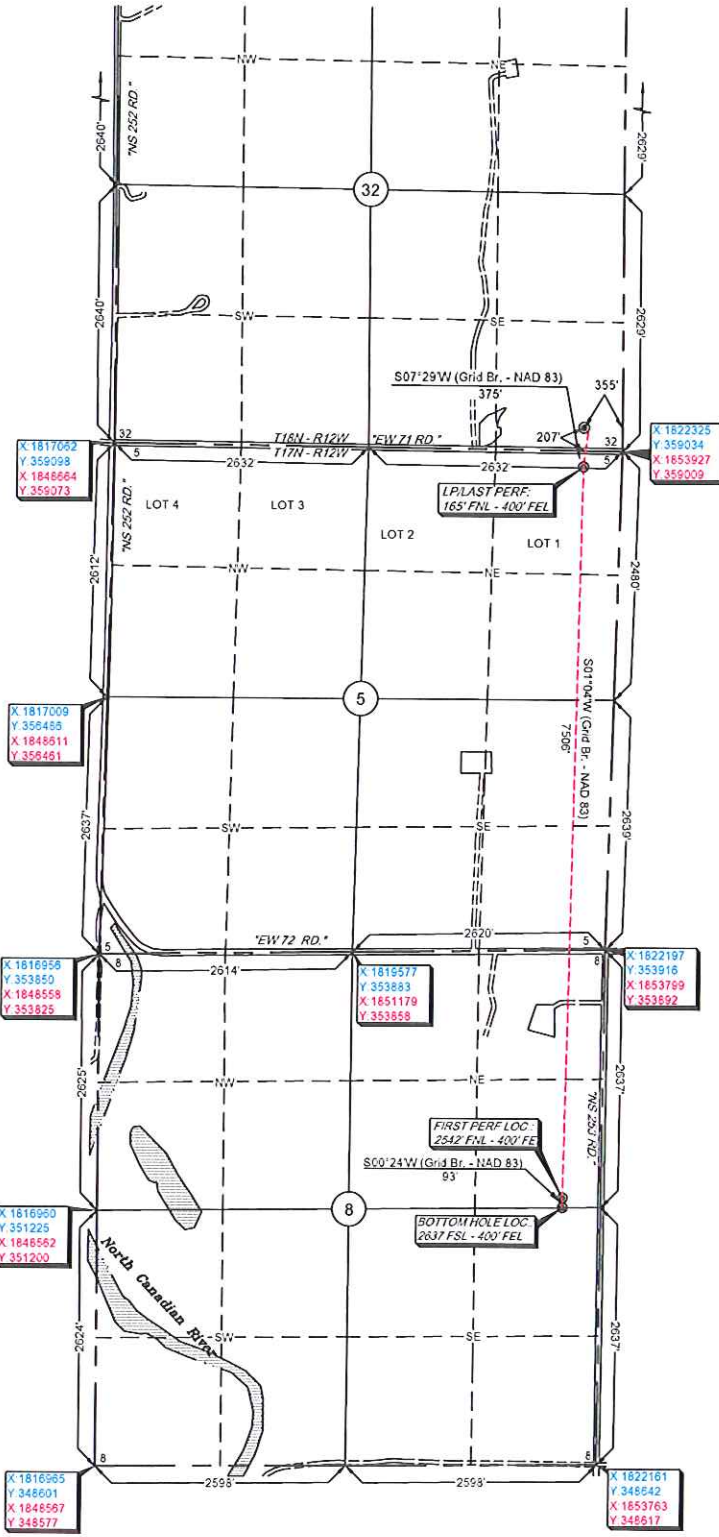 NW
NE
"NS 252 RD."
2640'
2629'
32
2640'
2629'
SW
SE
S07°29'W (Grid Br. - NAD 83)
375'
355'
207'
32
T18N - R12W
"EW 71 RD."
32
5
T17N - R12W
5
2632'
2632'
X:1817062
Y:359098
X:1848664
Y:359073
X:1822325
Y:359034
X:1853927
Y:359009
LP/LAST PERF:
165' FNL - 400' FEL
"NS 252 RD."
LOT 4
LOT 3
LOT 2
LOT 1
2612'
NW
NE
2480'
X:1817009
Y:356486
X:1848611
Y:356461
5
S01°04'W (Grid Br. - NAD 83)
7506'
2637'
SW
SE
2639'
"EW 72 RD."
2620'
5
5
8
2614'
8
X:1816956
Y:353850
X:1848558
Y:353825
X:1819577
Y:353883
X:1851179
Y:353858
X:1822197
Y:353916
X:1853799
Y:353892
2625'
NW
NE
"NS 253 RD."
2637'
FIRST PERF LOC.:
2542' FNL - 400' FE
S00°24'W (Grid Br. - NAD 83)
93'
8
BOTTOM HOLE LOC.:
2637 FSL - 400' FEL
X:1816960
Y:351225
X:1848562
Y:351200
North Canadian River
2624'
SW
SE
2637'
8
8
2598'
2598'
X:1816965
Y:348601
X:1848567
Y:348577
X:1822161
Y:348642
X:1853763
Y:348617